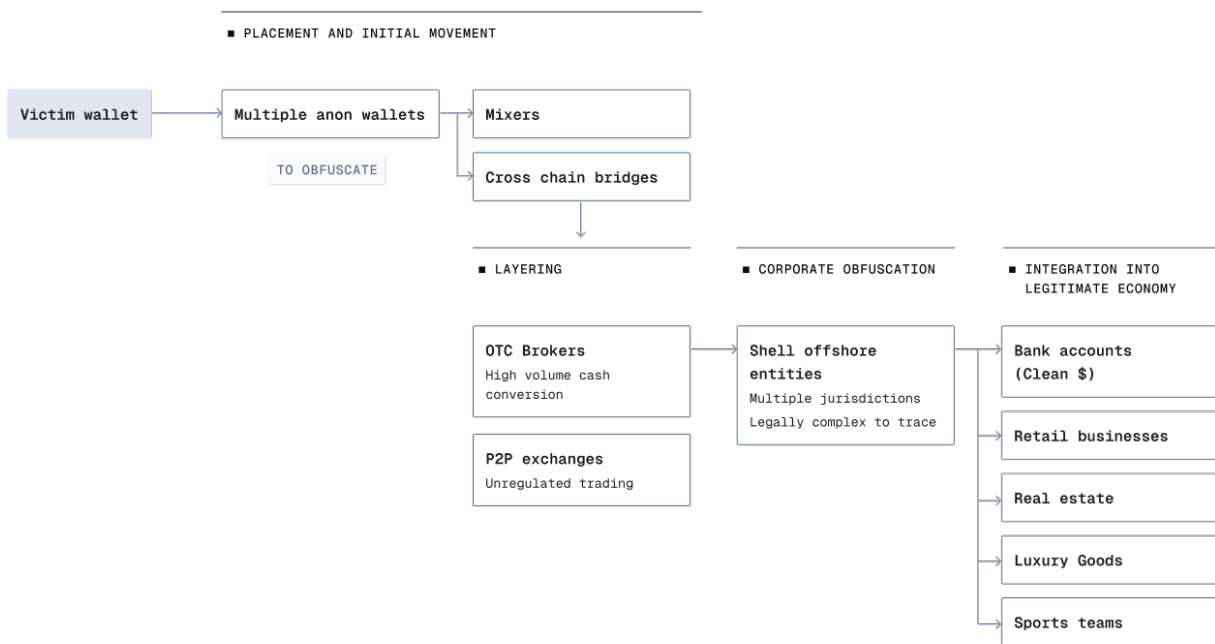 ■ PLACEMENT AND INITIAL MOVEMENT
Victim wallet
Multiple anon wallets
Mixers
TO OBFUSCATE
Cross chain bridges
■ LAYERING
■ CORPORATE OBFUSCATION
■ INTEGRATION INTO
LEGITIMATE ECONOMY
OTC Brokers
High volume cash
conversion
P2P exchanges
Unregulated trading
Shell offshore
entities
Multiple jurisdictions
Legally complex to trace
Bank accounts
(Clean $)
Retail businesses
Real estate
Luxury Goods
Sports teams